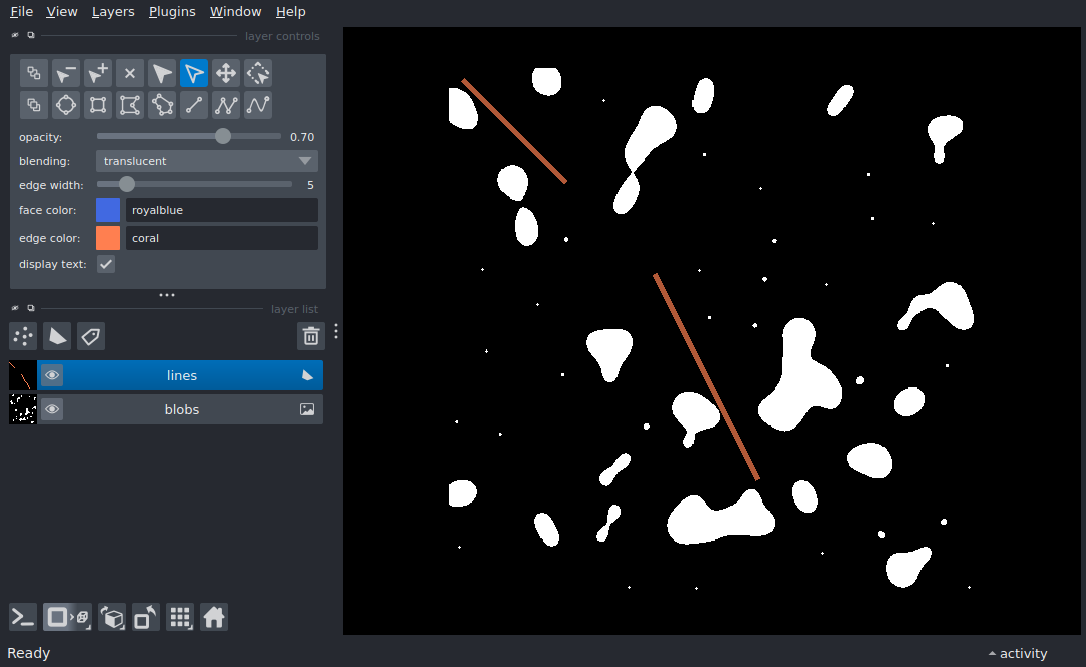 File View Layers Plugins Window Help
layer controls
opacity: 0.70
blending: translucent
edge width: 5
face color: royalblue
edge color: coral
display text:
layer list
lines
blobs
Ready
activity